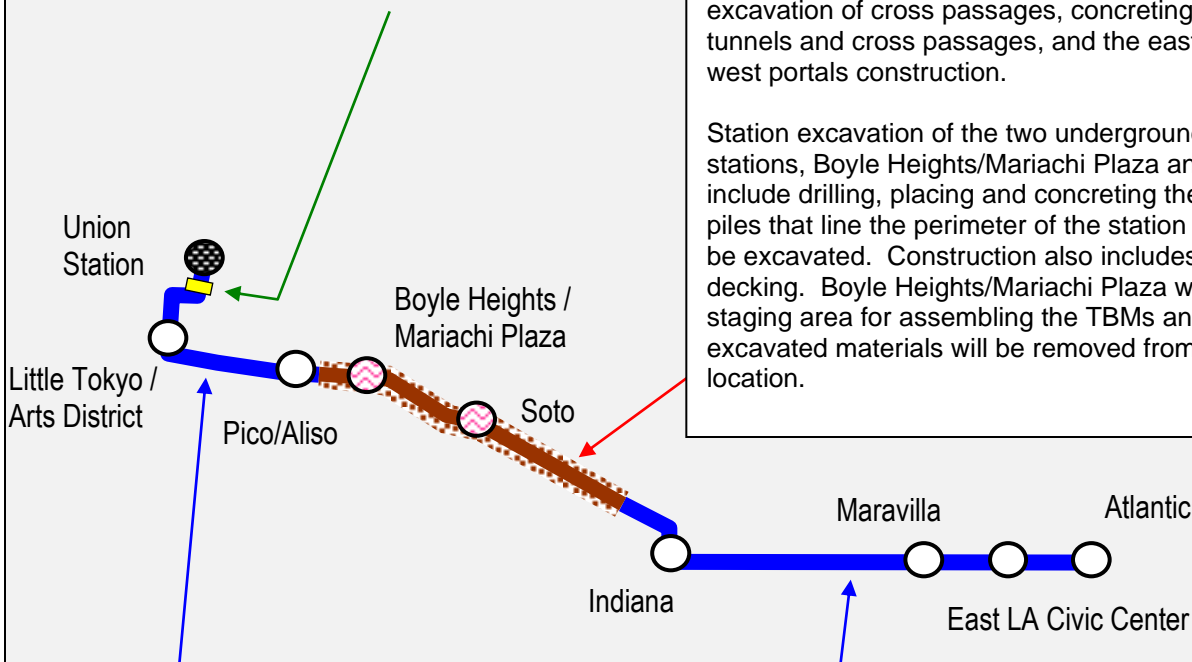 excavation of cross passages, concreting
tunnels and cross passages, and the east
west portals construction.
Station excavation of the two underground
stations, Boyle Heights/Mariachi Plaza an
include drilling, placing and concreting the
piles that line the perimeter of the station
be excavated. Construction also includes
decking. Boyle Heights/Mariachi Plaza w
staging area for assembling the TBMs an
excavated materials will be removed from
location.
Union
Station
Boyle Heights /
Mariachi Plaza
Little Tokyo /
Arts District
Pico/Aliso
Soto
Maravilla
Atlantic
Indiana
East LA Civic Center